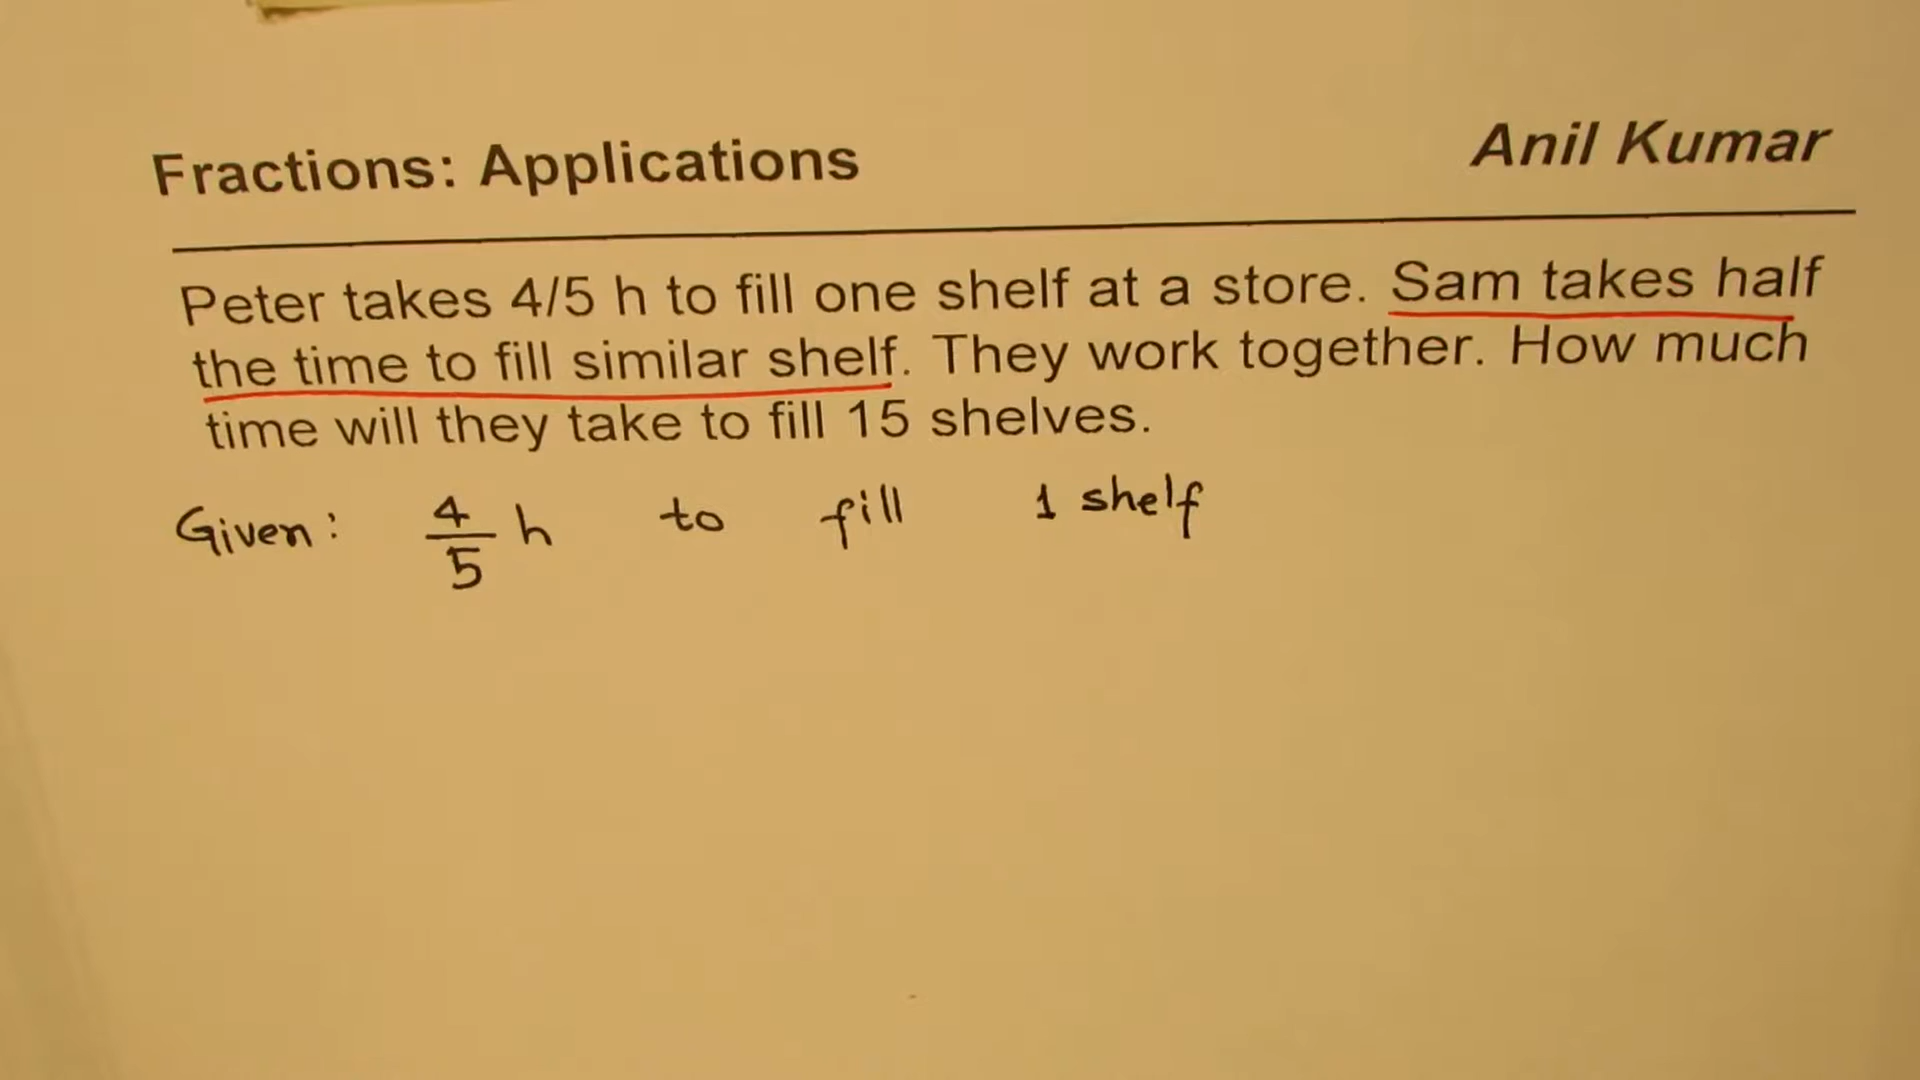 Fractions: Applications Anil Kumar
Peter takes 4/5 h to fill one shelf at a store. Sam takes half
the time to fill similar shelf. They work together. How much
time will they take to fill 15 shelves.
Given: 4/5 h to fill 1 shelf